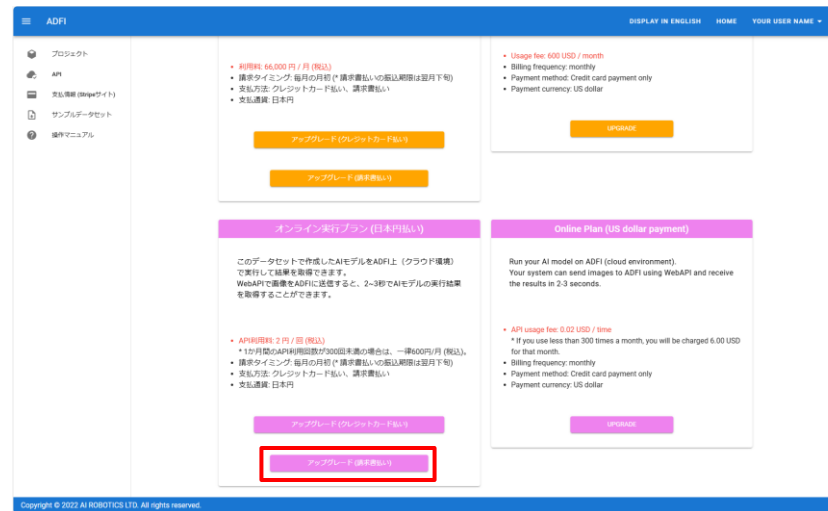 ADFI
DISPLAY IN ENGLISH HOME YOUR USER NAME
プロジェクト
API
支払情報 (Stripeサイト)
サンプルデータセット
操作マニュアル
利用料: 66,000 円 / 月 (税込)
請求タイミング: 毎月の月初 (* 請求書払いの振込期限は翌月下旬)
支払方法: クレジットカード払い、請求書払い
支払通貨: 日本円
アップグレード (クレジットカード払い)
アップグレード (請求書払い)
Usage fee: 600 USD / month
Billing frequency: monthly
Payment method: Credit card payment only
Payment currency: US dollar
UPGRADE
オンライン実行プラン (日本円払い)
このデータセットで作成したAIモデルをADFI上（クラウド環境）
で実行して結果を取得できます。
WebAPIで画像をADFIに送信すると、2~3秒でAIモデルの実行結果
を取得することができます。
API利用料: 2 円 / 回 (税込)
* 1か月間のAPI利用回数が300回未満の場合は、一律600円/月 (税込)。
請求タイミング: 毎月の月初 (* 請求書払いの振込期限は翌月下旬)
支払方法: クレジットカード払い、請求書払い
支払通貨: 日本円
アップグレード (クレジットカード払い)
アップグレード (請求書払い)
Online Plan (US dollar payment)
Run your AI model on ADFI (cloud environment).
Your system can send images to ADFI using WebAPI and receive
the results in 2-3 seconds.
API usage fee: 0.02 USD / time
* If you use less than 300 times a month, you will be charged 6.00 USD
for that month.
Billing frequency: monthly
Payment method: Credit card payment only
Payment currency: US dollar
UPGRADE
Copyright © 2022 AI ROBOTICS LTD. All rights reserved.